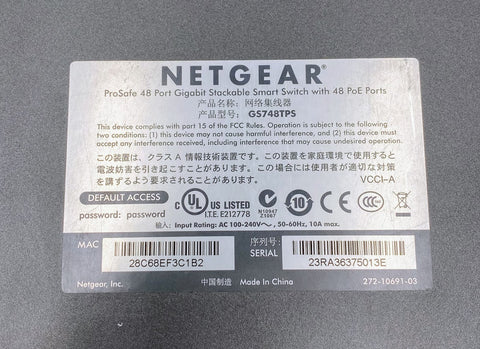 NETGEAR®
ProSafe 48 Port Gigabit Stackable Smart Switch with 48 PoE Ports
产品名称: 网络集线器
产品型号: GS748TPS
This device complies with part 15 of the FCC Rules. Operation is subject to the following
two conditions: (1) this device may not cause harmful interference, and (2) this device must
accept any interference received, including interference that may cause undesired operation.
この装置は、クラス A 情報技術装置です。この装置を家庭環境で使用すると
電波妨害を引き起こすことがあります。この場合には使用者が適切な対策
を講ずるよう要求されることがあります。 VCCI-A
DEFAULT ACCESS
password: password
c UL US LISTED
I.T.E. E212778
N10947
Z1067
10
CCC
输入: Input Rating: AC 100-240V~, 50-60Hz, 10A max.
MAC
28C68EF3C1B2
序列号:
SERIAL
23RA36375013E
Netgear, Inc.
中国制造 Made In China
272-10691-03